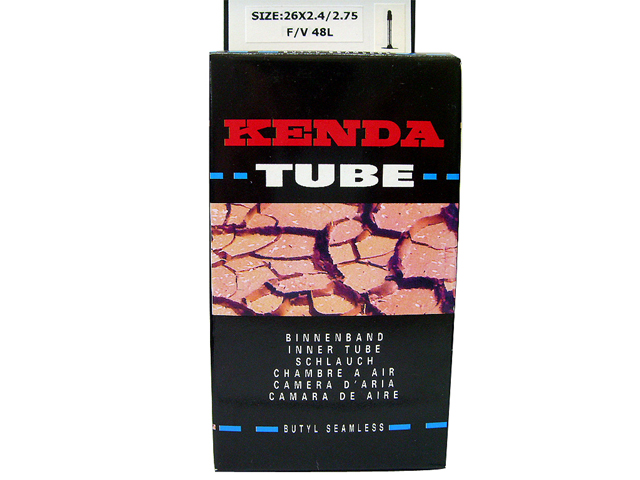 SIZE:26X2.4/2.75
F/V 48L
KENDA
TUBE
BINNENBAND
INNER TUBE
SCHLAUCH
CHAMBRE A AIR
CAMERA D'ARIA
CAMARA DE AIRE
BUTYL SEAMLESS